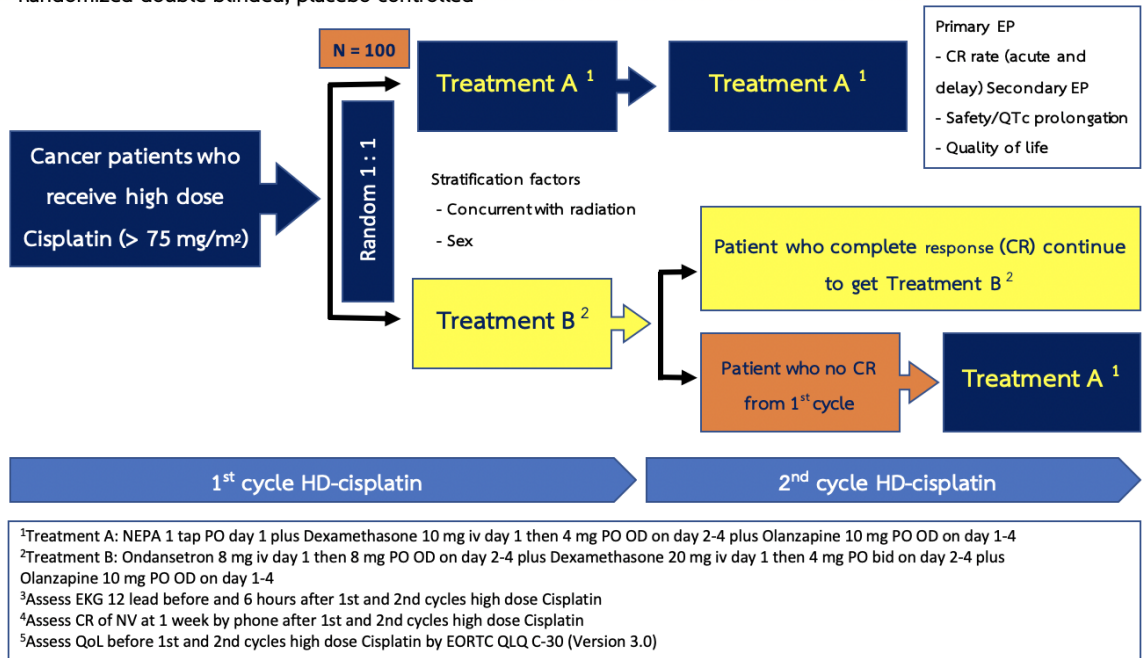 Randomized double blinded, placebo controlled
N = 100
Treatment A ¹
Treatment A ¹
Primary EP
- CR rate (acute and
delay) Secondary EP
- Safety/QTc prolongation
- Quality of life
Cancer patients who
receive high dose
Cisplatin (> 75 mg/m²)
Random 1 : 1
Stratification factors
- Concurrent with radiation
- Sex
Treatment B ²
Patient who complete response (CR) continue
to get Treatment B ²
Patient who no CR
from 1st cycle
Treatment A ¹
1st cycle HD-cisplatin
2nd cycle HD-cisplatin
¹Treatment A: NEPA 1 tap PO day 1 plus Dexamethasone 10 mg iv day 1 then 4 mg PO OD on day 2-4 plus Olanzapine 10 mg PO OD on day 1-4
²Treatment B: Ondansetron 8 mg iv day 1 then 8 mg PO OD on day 2-4 plus Dexamethasone 20 mg iv day 1 then 4 mg PO bid on day 2-4 plus
Olanzapine 10 mg PO OD on day 1-4
³Assess EKG 12 lead before and 6 hours after 1st and 2nd cycles high dose Cisplatin
⁴Assess CR of NV at 1 week by phone after 1st and 2nd cycles high dose Cisplatin
⁵Assess QoL before 1st and 2nd cycles high dose Cisplatin by EORTC QLQ C-30 (Version 3.0)